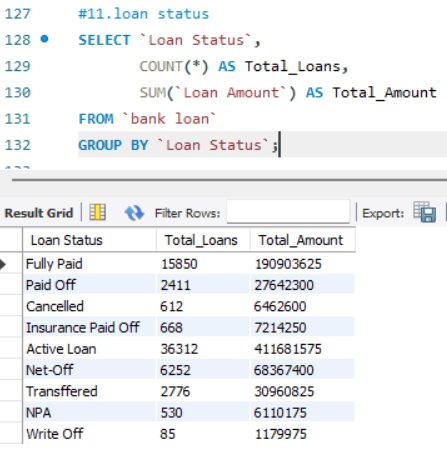 127 #11.loan status
128 SELECT `Loan Status`,
129 COUNT(*) AS Total_Loans,
130 SUM(`Loan Amount`) AS Total_Amount
131 FROM `bank loan`
132 GROUP BY `Loan Status`;
Result Grid Filter Rows: Export:
Loan Status Total_Loans Total_Amount
Fully Paid 15850 190903625
Paid Off 2411 27642300
Cancelled 612 6462600
Insurance Paid Off 668 7214250
Active Loan 36312 411681575
Net-Off 6252 68367400
Transffered 2776 30960825
NPA 530 6110175
Write Off 85 1179975